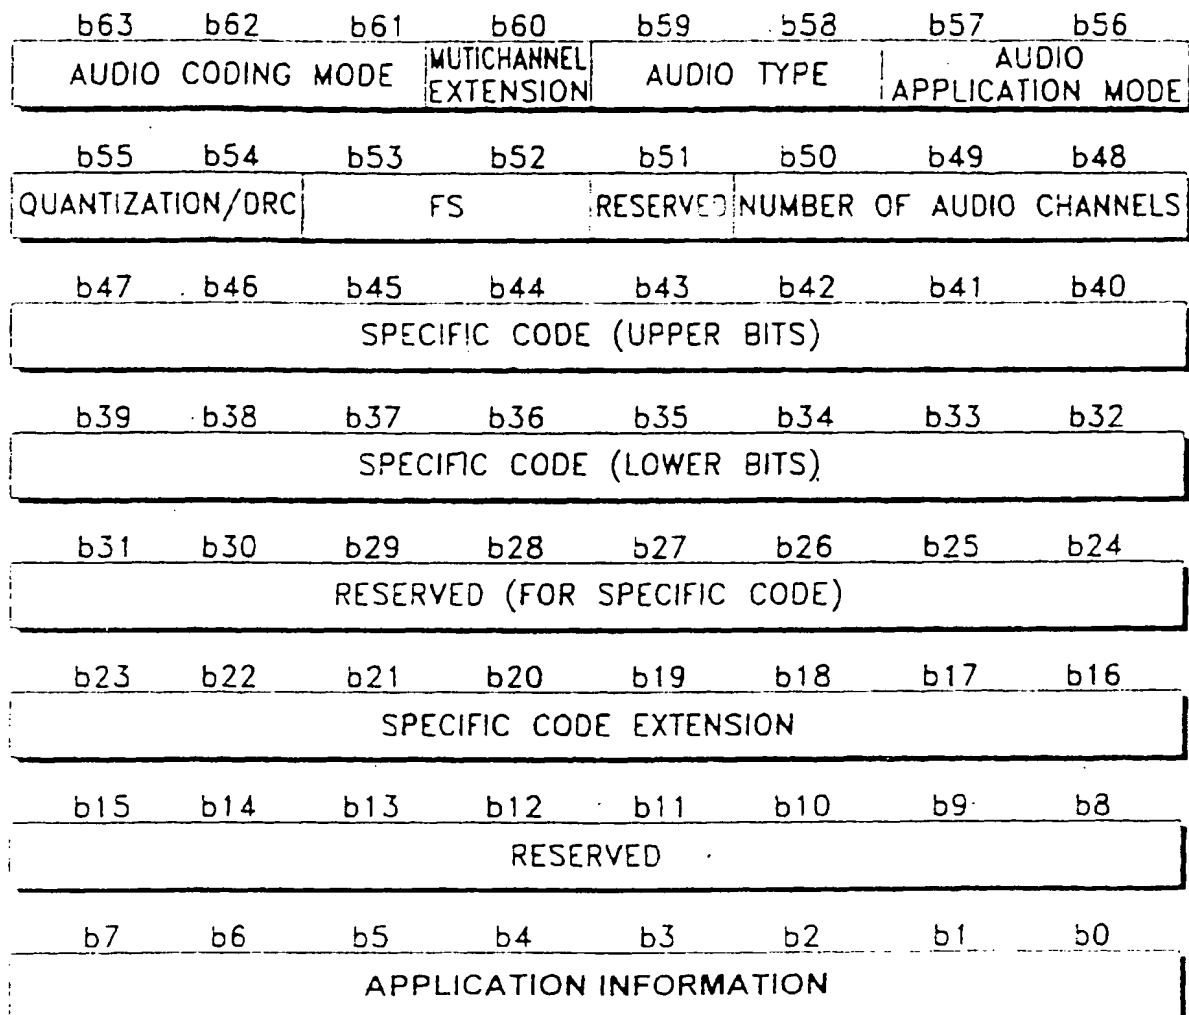 b63 b62 b61 b60 b59 b58 b57 b56
AUDIO CODING MODE MUTICHANNEL EXTENSION AUDIO TYPE AUDIO APPLICATION MODE
b55 b54 b53 b52 b51 b50 b49 b48
QUANTIZATION/DRC FS RESERVED NUMBER OF AUDIO CHANNELS
b47 b46 b45 b44 b43 b42 b41 b40
SPECIFIC CODE (UPPER BITS)
b39 b38 b37 b36 b35 b34 b33 b32
SPECIFIC CODE (LOWER BITS)
b31 b30 b29 b28 b27 b26 b25 b24
RESERVED (FOR SPECIFIC CODE)
b23 b22 b21 b20 b19 b18 b17 b16
SPECIFIC CODE EXTENSION
b15 b14 b13 b12 b11 b10 b9 b8
RESERVED
b7 b6 b5 b4 b3 b2 b1 b0
APPLICATION INFORMATION